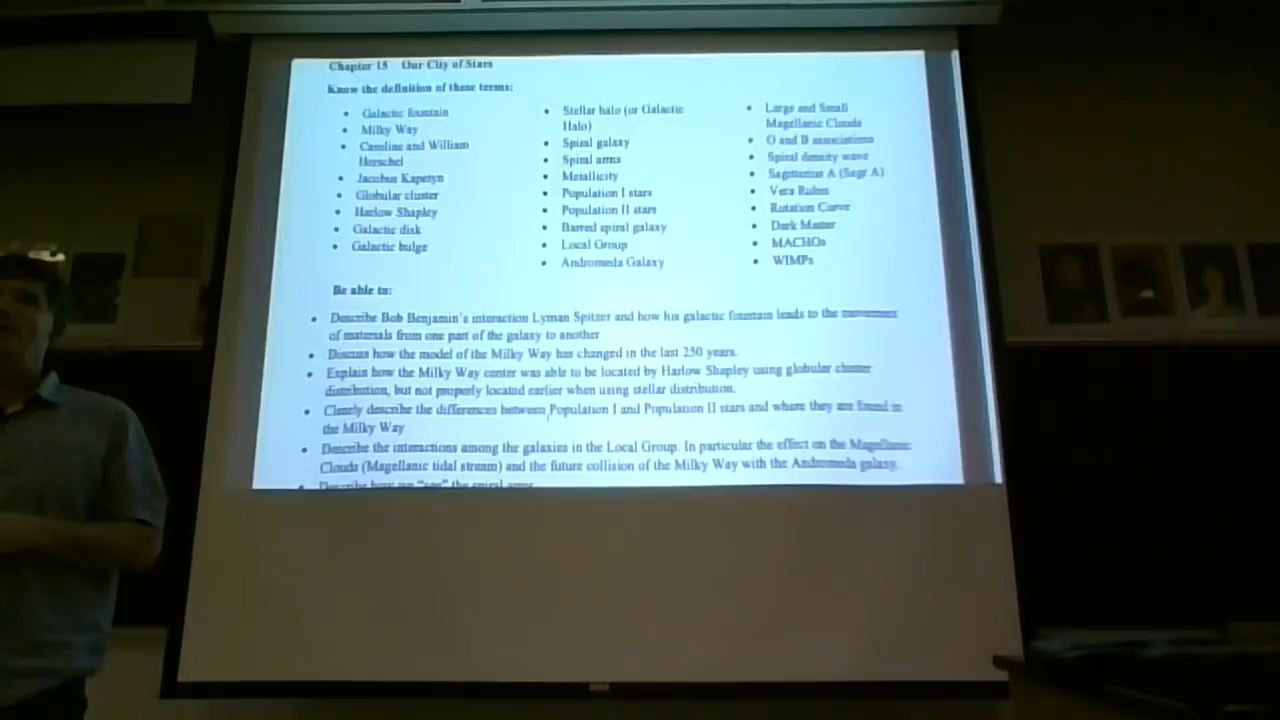 Chapter 15 Our City of Stars
Know the definition of these terms:
• Galactic fountain
• Milky Way
• Caroline and William
Herschel
• Jacobus Kapetyn
• Globular cluster
• Harlow Shapley
• Galactic disk
• Galactic bulge
• Stellar halo (or Galactic
Halo)
• Spiral galaxy
• Spiral arms
• Metallicity
• Population I stars
• Population II stars
• Barred spiral galaxy
• Local Group
• Andromeda Galaxy
• Large and Small
Magellanic Clouds
• O and B associations
• Spiral density wave
• Sagittarius A (Sagr A)
• Vera Rubin
• Rotation Curve
• Dark Matter
• MACHOs
• WIMPs
Be able to:
• Describe Bob Benjamin's interaction Lyman Spitzer and how his galactic fountain leads to the movement
of materials from one part of the galaxy to another
• Discuss how the model of the Milky Way has changed in the last 250 years.
• Explain how the Milky Way center was able to be located by Harlow Shapley using globular cluster
distribution, but not properly located earlier when using stellar distribution.
• Clearly describe the differences between Population I and Population II stars and where they are found in
the Milky Way
• Describe the interactions among the galaxies in the Local Group. In particular the effect on the Magellanic
Clouds (Magellanic tidal stream) and the future collision of the Milky Way with the Andromeda galaxy.
• Describe how we "see" the spiral arms